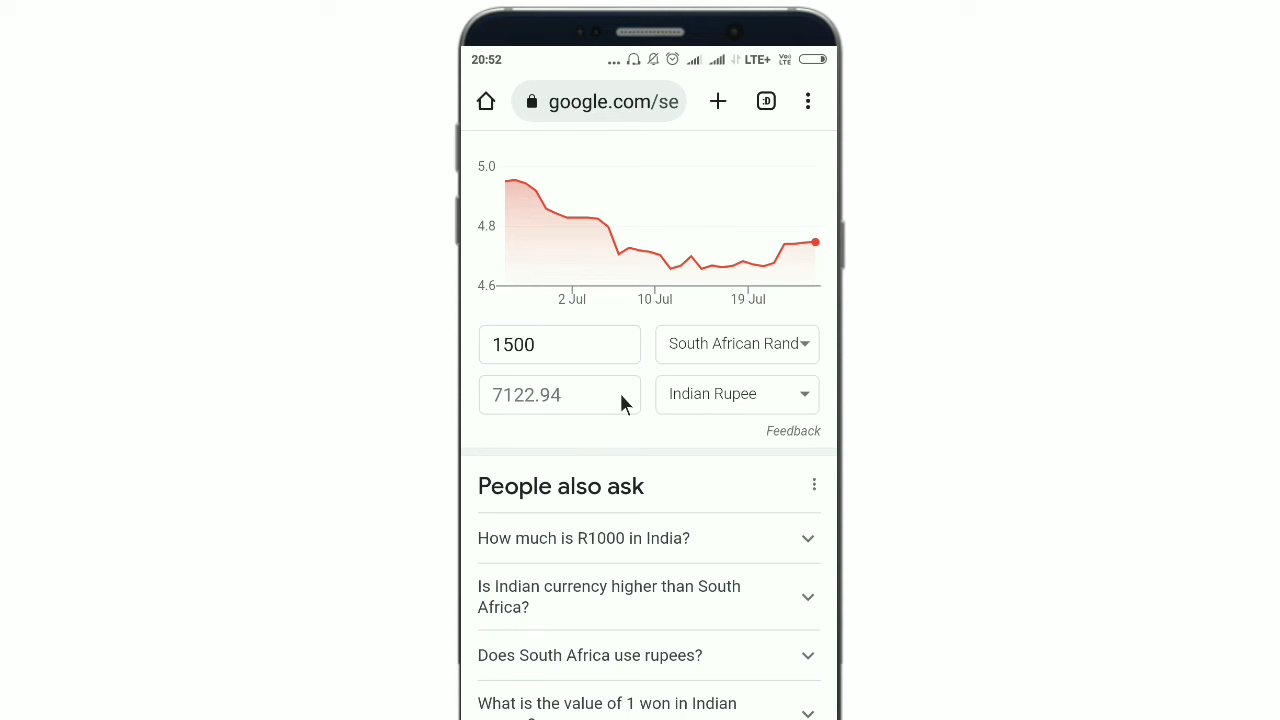 20:52
LTE+
Vo)
LTE
google.com/se
:D
5.0
4.8
4.6
2 Jul
10 Jul
19 Jul
1500
South African Rand
7122.94
Indian Rupee
Feedback
People also ask
How much is R1000 in India?
Is Indian currency higher than South
Africa?
Does South Africa use rupees?
What is the value of 1 won in Indian